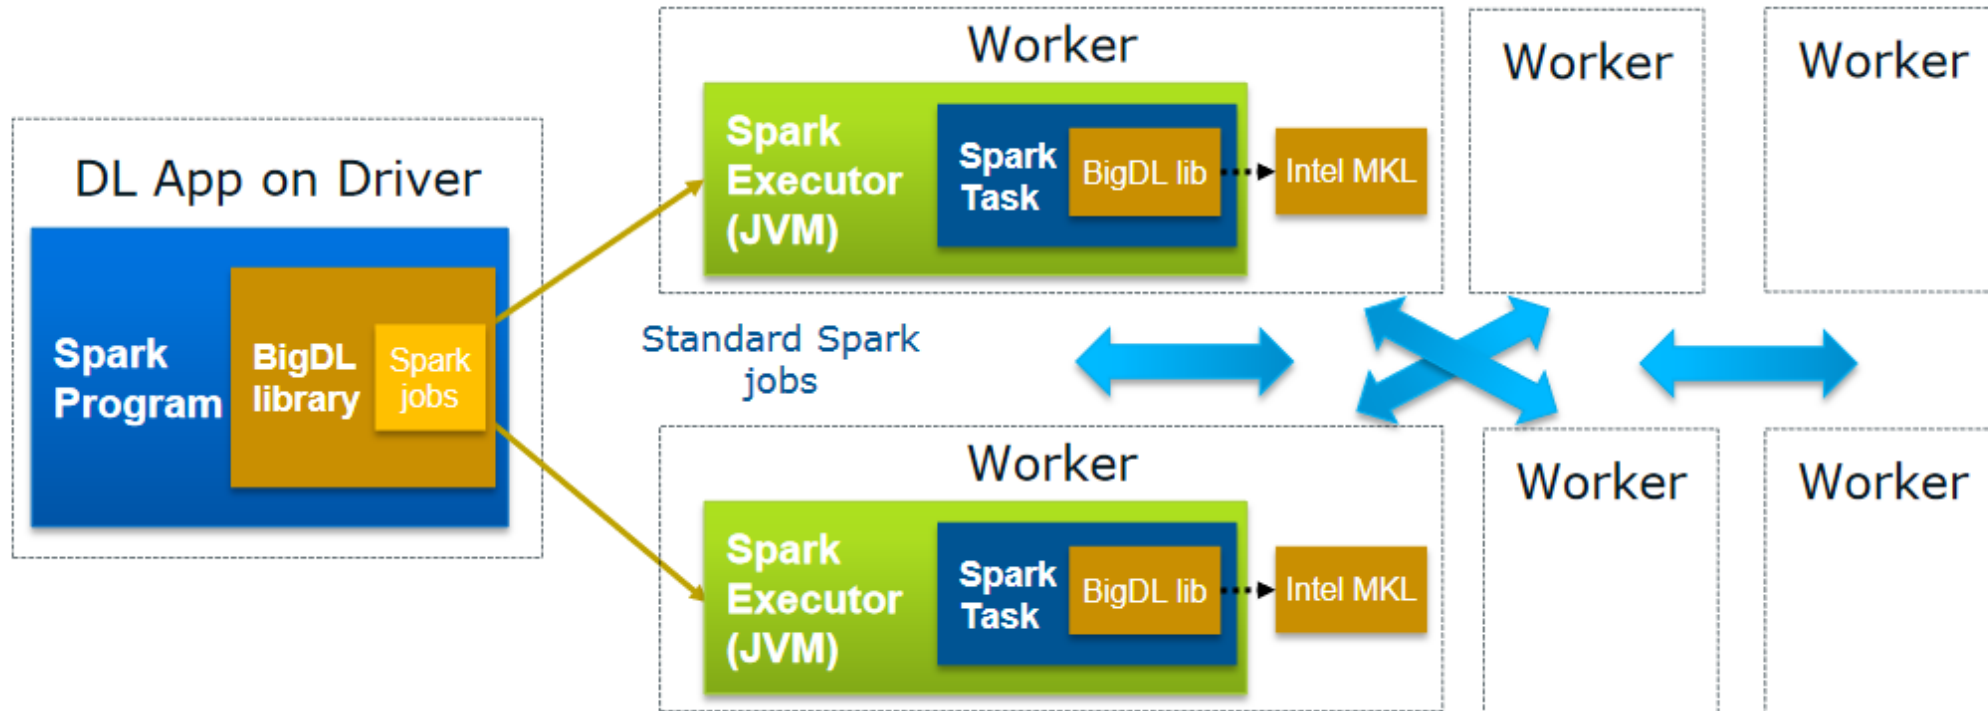 DL App on Driver
Spark
Program
BigDL
library
Spark
jobs
Worker
Spark
Executor
(JVM)
Spark
Task
BigDL lib
Intel MKL
Worker
Worker
Standard Spark
jobs
Worker
Spark
Executor
(JVM)
Spark
Task
BigDL lib
Intel MKL
Worker
Worker